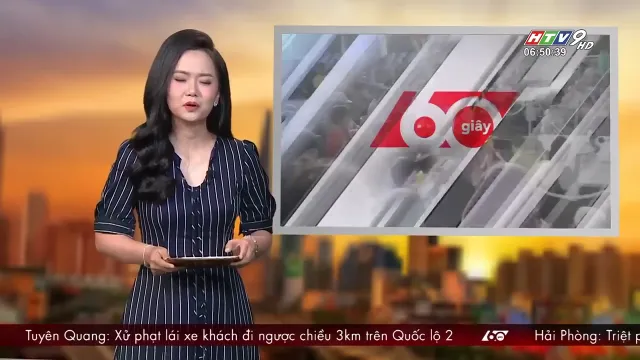 HTV9 HD
06:50:39
60 giây
Tuyên Quang: Xử phạt lái xe khách đi ngược chiều 3km trên Quốc lộ 2 60 Hải Phòng: Triệt